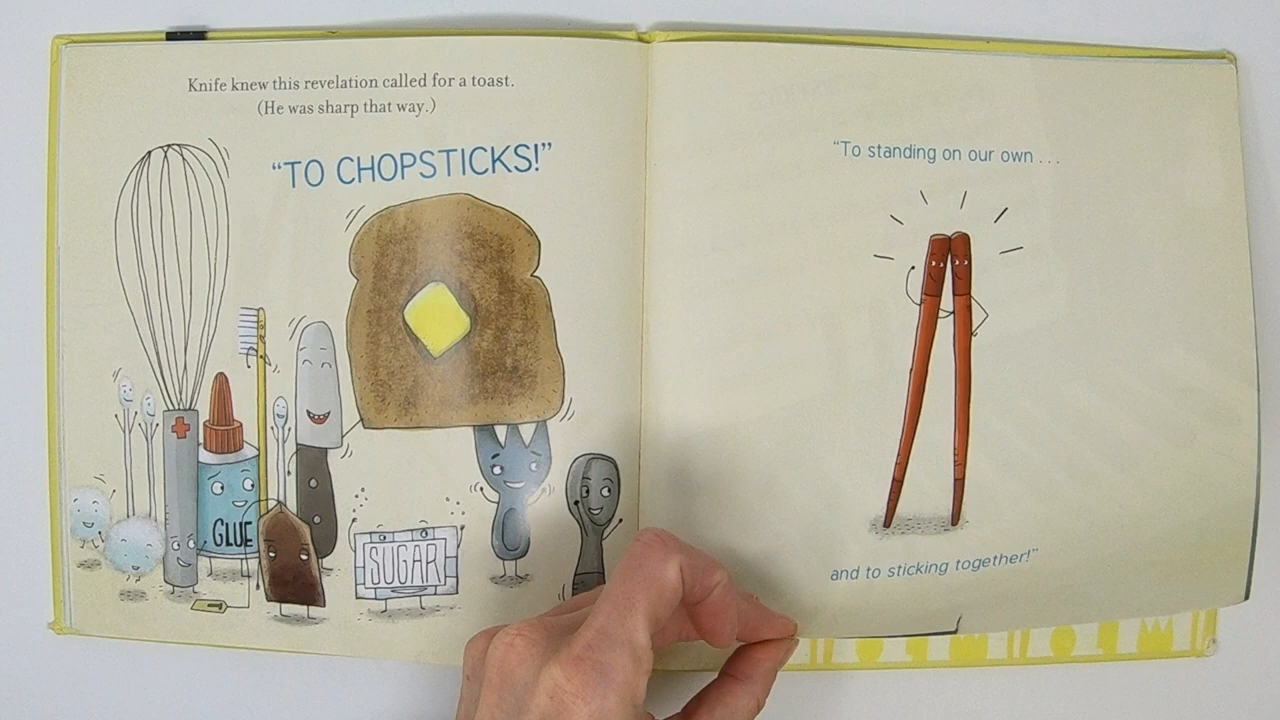 Knife knew this revelation called for a toast.
(He was sharp that way.)
“TO CHOPSTICKS!”
GLUE
SUGAR
“To standing on our own . . .
and to sticking together!”